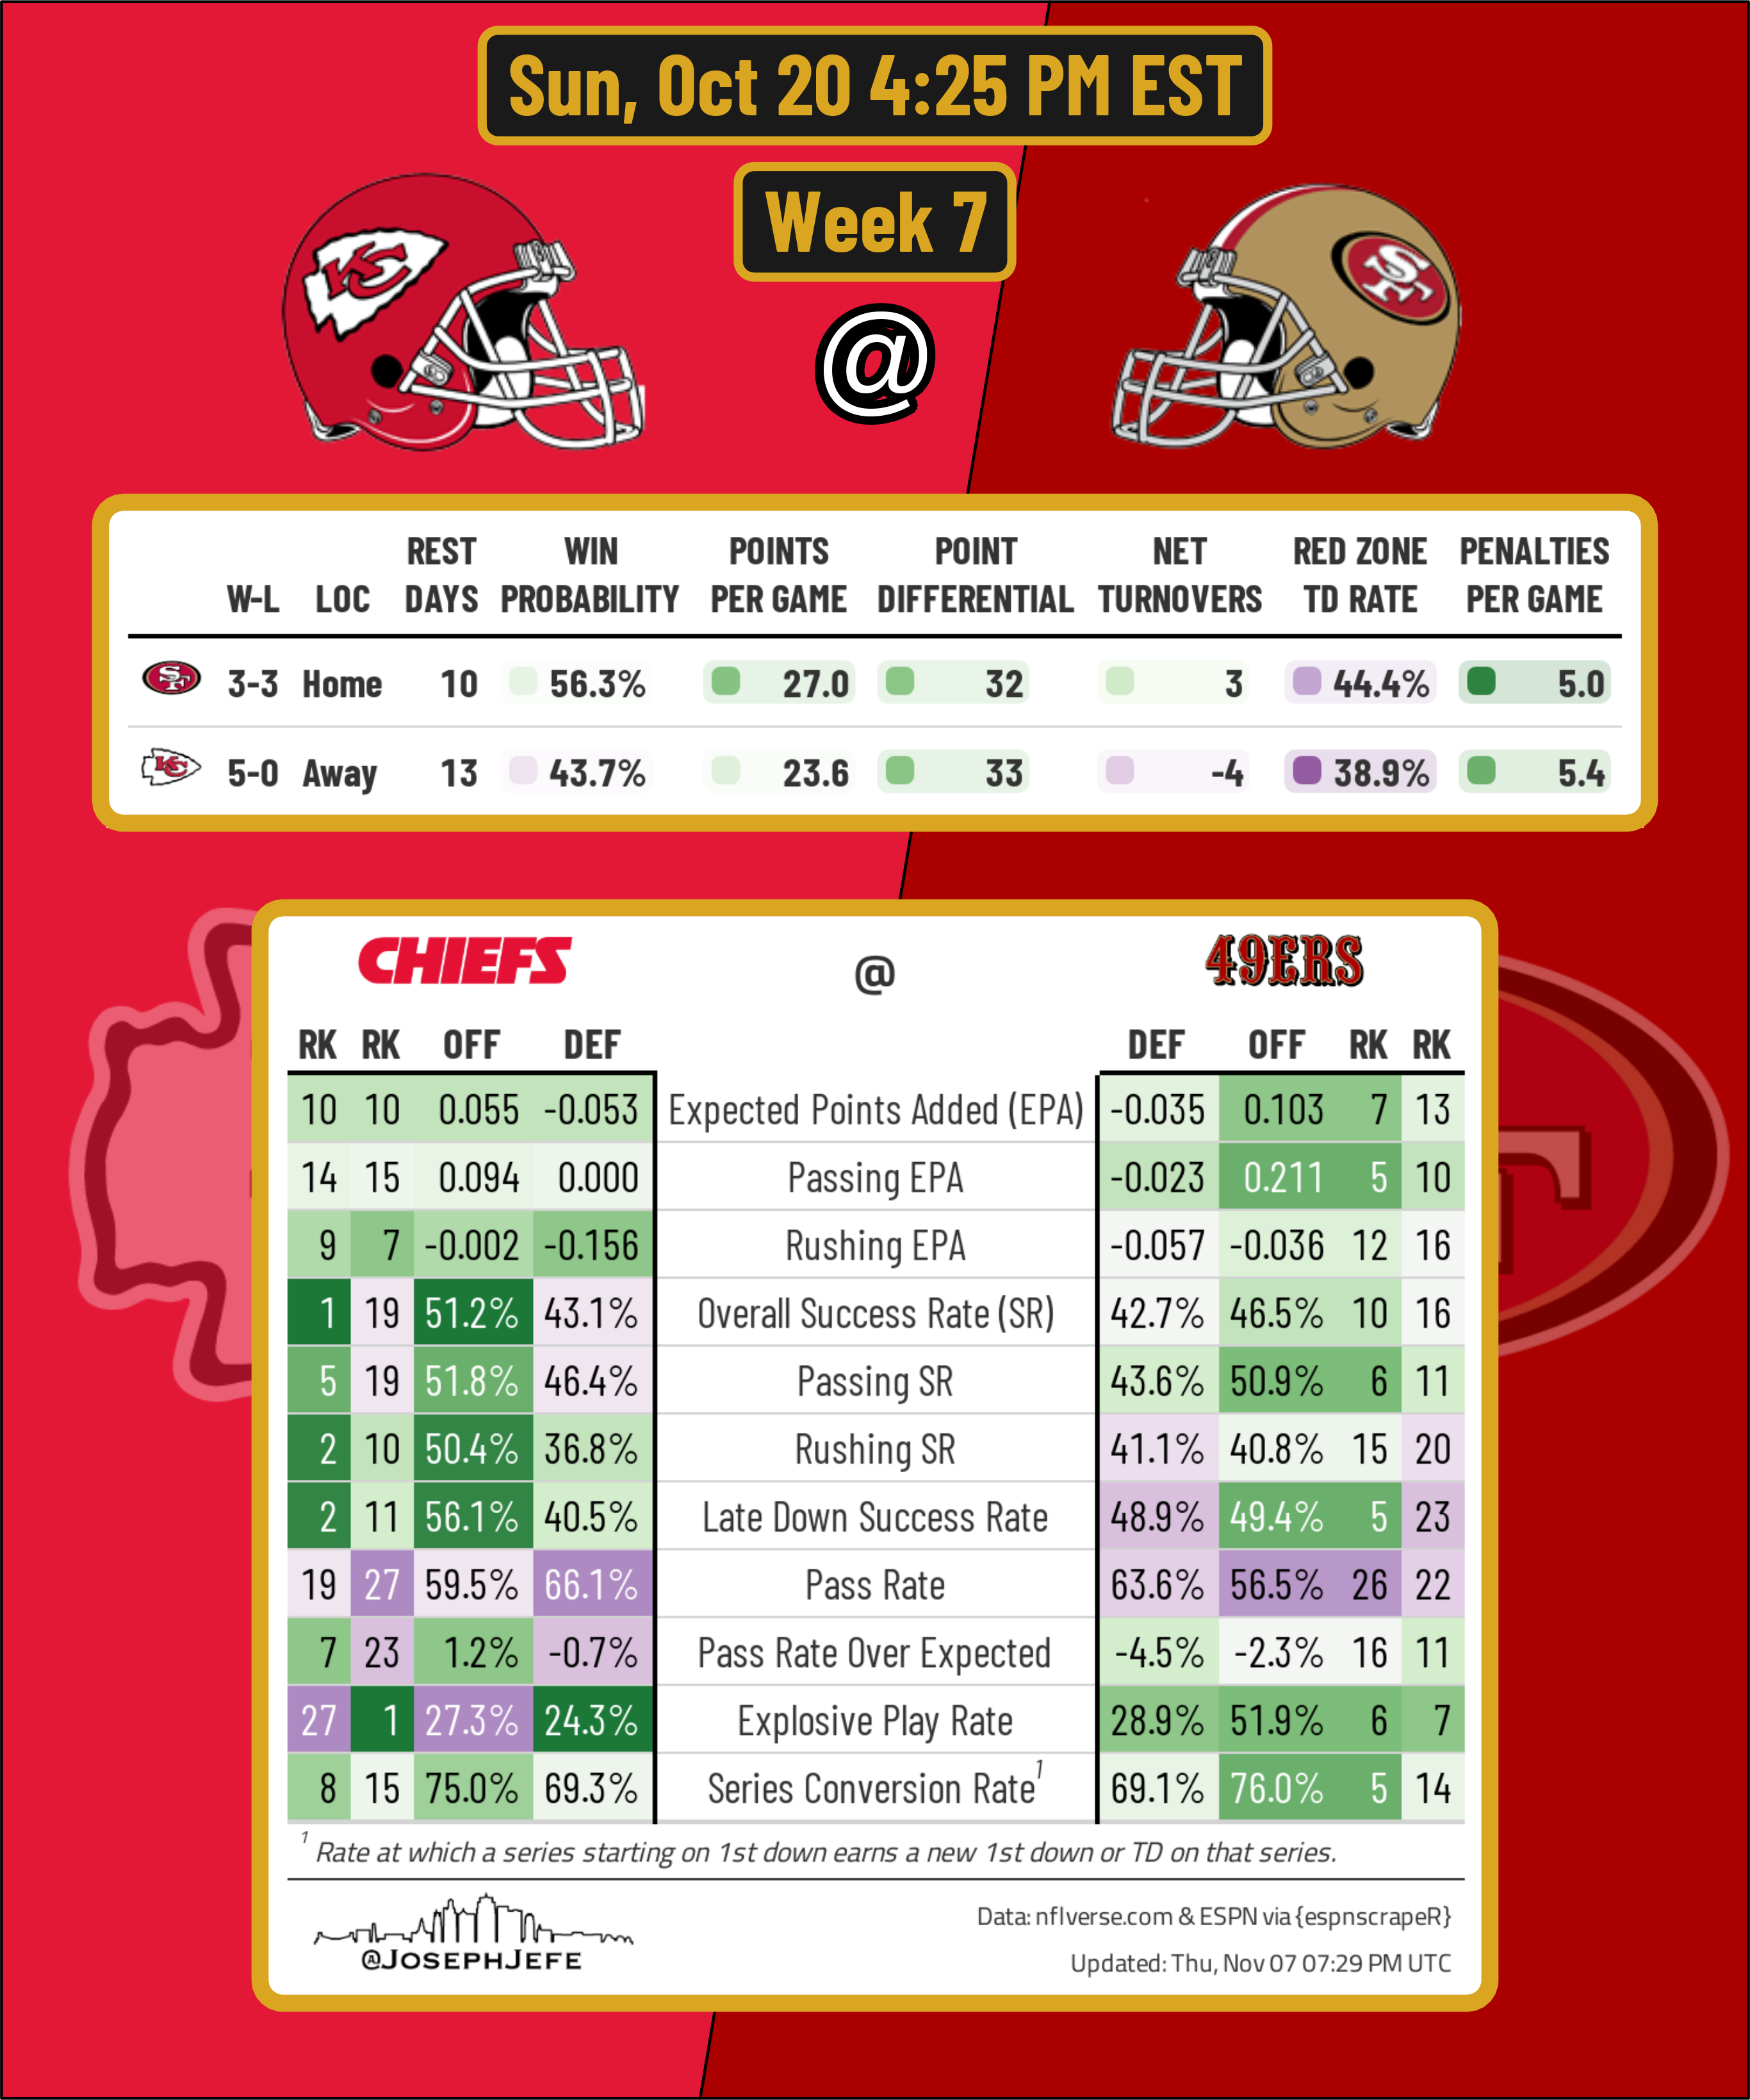 Sun, Oct 20 4:25 PM EST
Week 7
KC
SF
@
REST WIN POINTS POINT NET RED ZONE PENALTIES
W-L LOC DAYS PROBABILITY PER GAME DIFFERENTIAL TURNOVERS TD RATE PER GAME
SF 3-3 Home 10 56.3% 27.0 32 3 44.4% 5.0
KC 5-0 Away 13 43.7% 23.6 33 -4 38.9% 5.4
CHIEFS @ 49ERS
RK RK OFF DEF DEF OFF RK RK
10 10 0.055 -0.053 Expected Points Added (EPA) -0.035 0.103 7 13
14 15 0.094 0.000 Passing EPA -0.023 0.211 5 10
9 7 -0.002 -0.156 Rushing EPA -0.057 -0.036 12 16
1 19 51.2% 43.1% Overall Success Rate (SR) 42.7% 46.5% 10 16
5 19 51.8% 46.4% Passing SR 43.6% 50.9% 6 11
2 10 50.4% 36.8% Rushing SR 41.1% 40.8% 15 20
2 11 56.1% 40.5% Late Down Success Rate 48.9% 49.4% 5 23
19 27 59.5% 66.1% Pass Rate 63.6% 56.5% 26 22
7 23 1.2% -0.7% Pass Rate Over Expected -4.5% -2.3% 16 11
27 1 27.3% 24.3% Explosive Play Rate 28.9% 51.9% 6 7
8 15 75.0% 69.3% Series Conversion Rate¹ 69.1% 76.0% 5 14
¹ Rate at which a series starting on 1st down earns a new 1st down or TD on that series.
@JOSEPHJEFE
Data: nflverse.com & ESPN via {espnscrapeR}
Updated: Thu, Nov 07 07:29 PM UTC